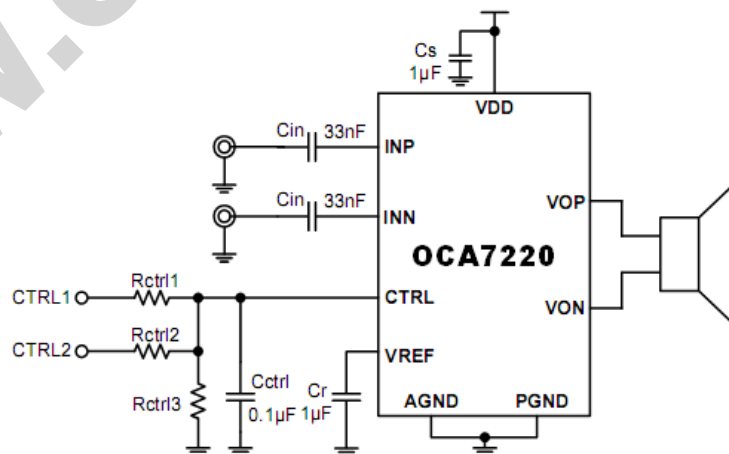 Cs
1µF
VDD
Cin 33nF
INP
Cin 33nF
INN
VOP
OCA7220
Rctrl1
CTRL1
CTRL
VON
Rctrl2
CTRL2
VREF
Cctrl
Cr
Rctrl3
0.1µF
1µF
AGND
PGND